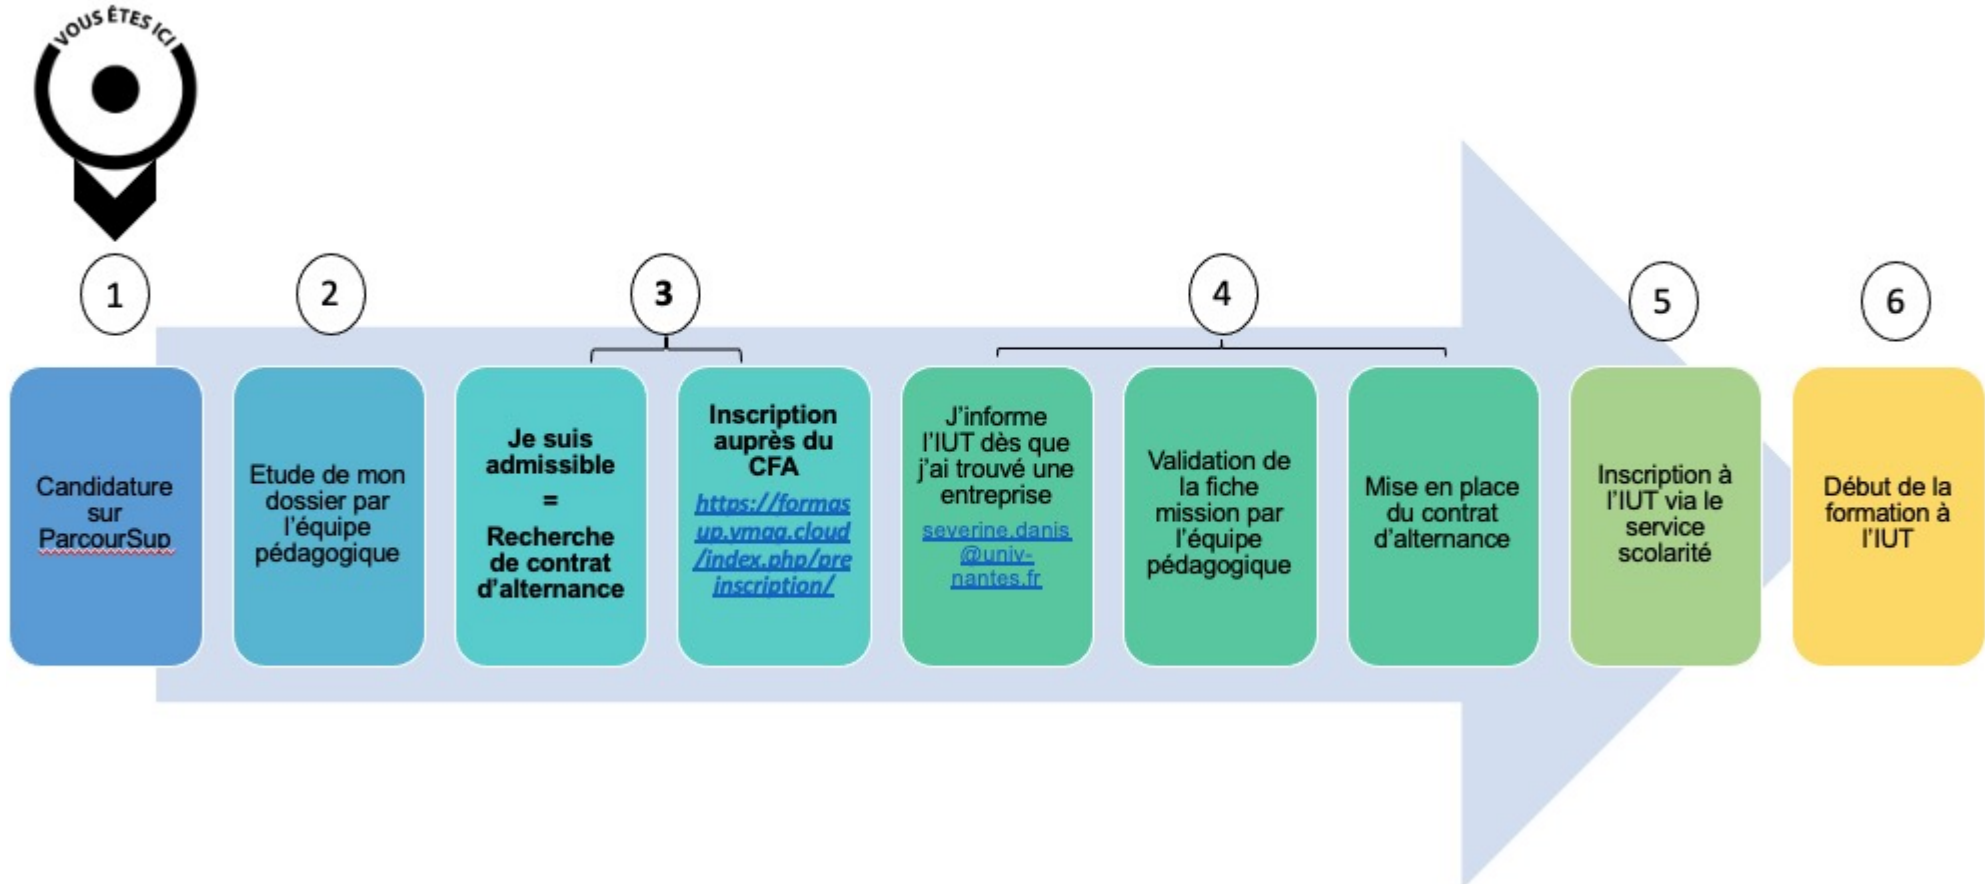 VOUS ÊTES ICI
1
2
3
4
5
6
Candidature
sur
ParcourSup
Etude de mon
dossier par
l'équipe
pédagogique
Je suis
admissible
=
Recherche
de contrat
d'alternance
Inscription
auprès du
CFA
https://formas
up.ymag.cloud
/index.php/pre
inscription/
J'informe
l'IUT dès que
j'ai trouvé une
entreprise
severine.danis
@univ-
nantes.fr
Validation de
la fiche
mission par
l'équipe
pédagogique
Mise en place
du contrat
d'alternance
Inscription à
l'IUT via le
service
scolarité
Début de la
formation à
l'IUT